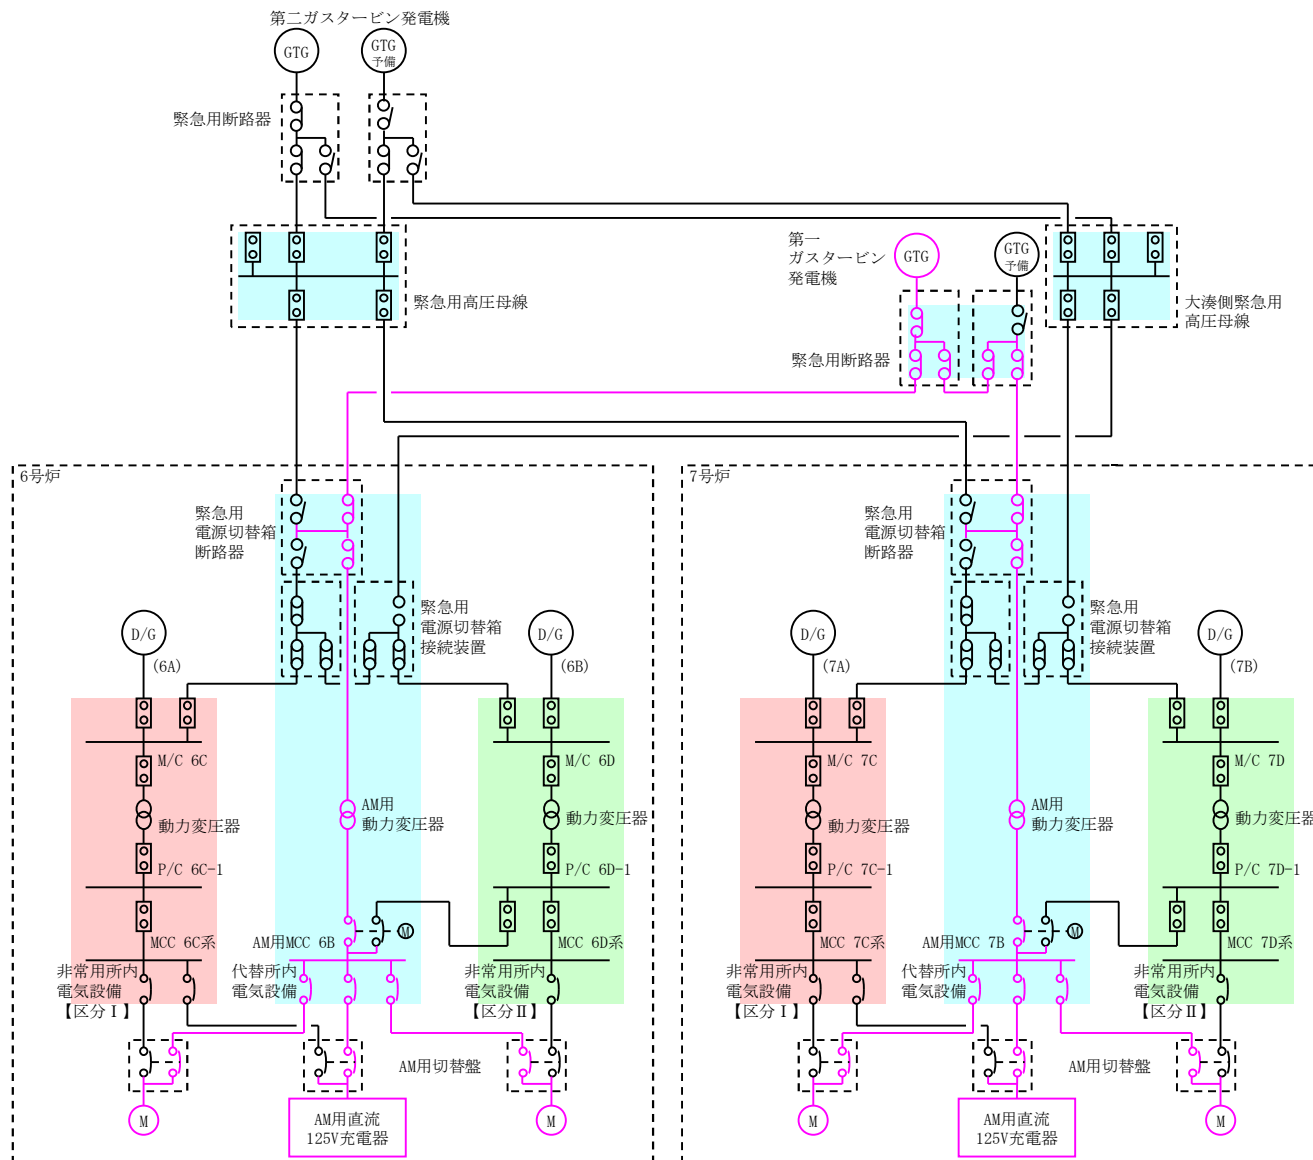 第二ガスタービン発電機
GTG
GTG
予備
緊急用断路器
緊急用高圧母線
第一
ガスタービン
発電機
GTG
GTG
予備
緊急用断路器
大湊側緊急用
高圧母線
6号炉
緊急用
電源切替箱
断路器
緊急用
電源切替箱
接続装置
D/G
(6A)
D/G
(6B)
M/C 6C
動力変圧器
P/C 6C-1
MCC 6C系
AM用
動力変圧器
M/C 6D
動力変圧器
P/C 6D-1
MCC 6D系
AM用MCC 6B
M
非常用所内
電気設備
【区分Ⅰ】
代替所内
電気設備
非常用所内
電気設備
【区分Ⅱ】
AM用切替盤
M
AM用直流
125V充電器
M
7号炉
緊急用
電源切替箱
断路器
緊急用
電源切替箱
接続装置
D/G
(7A)
D/G
(7B)
M/C 7C
動力変圧器
P/C 7C-1
MCC 7C系
AM用
動力変圧器
M/C 7D
動力変圧器
P/C 7D-1
MCC 7D系
AM用MCC 7B
M
非常用所内
電気設備
【区分Ⅰ】
代替所内
電気設備
非常用所内
電気設備
【区分Ⅱ】
AM用切替盤
M
AM用直流
125V充電器
M